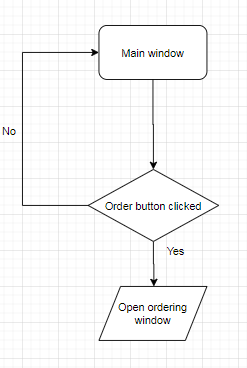 Main window
No
Order button clicked
Yes
Open ordering
window